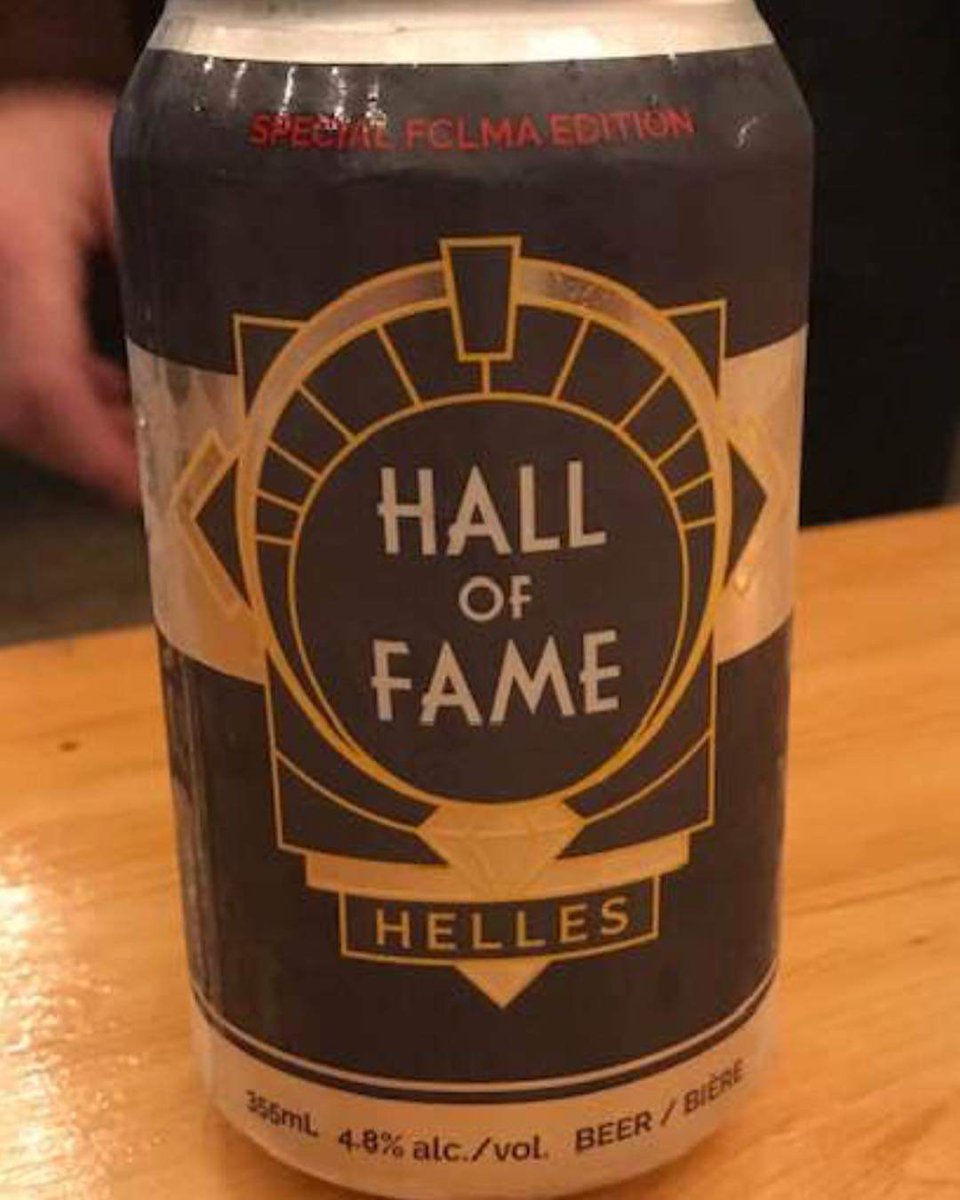 SPECIAL FCLMA EDITION
HALL
OF
FAME
HELLES
355mL 4.8% alc./vol. BEER / BIÈRE